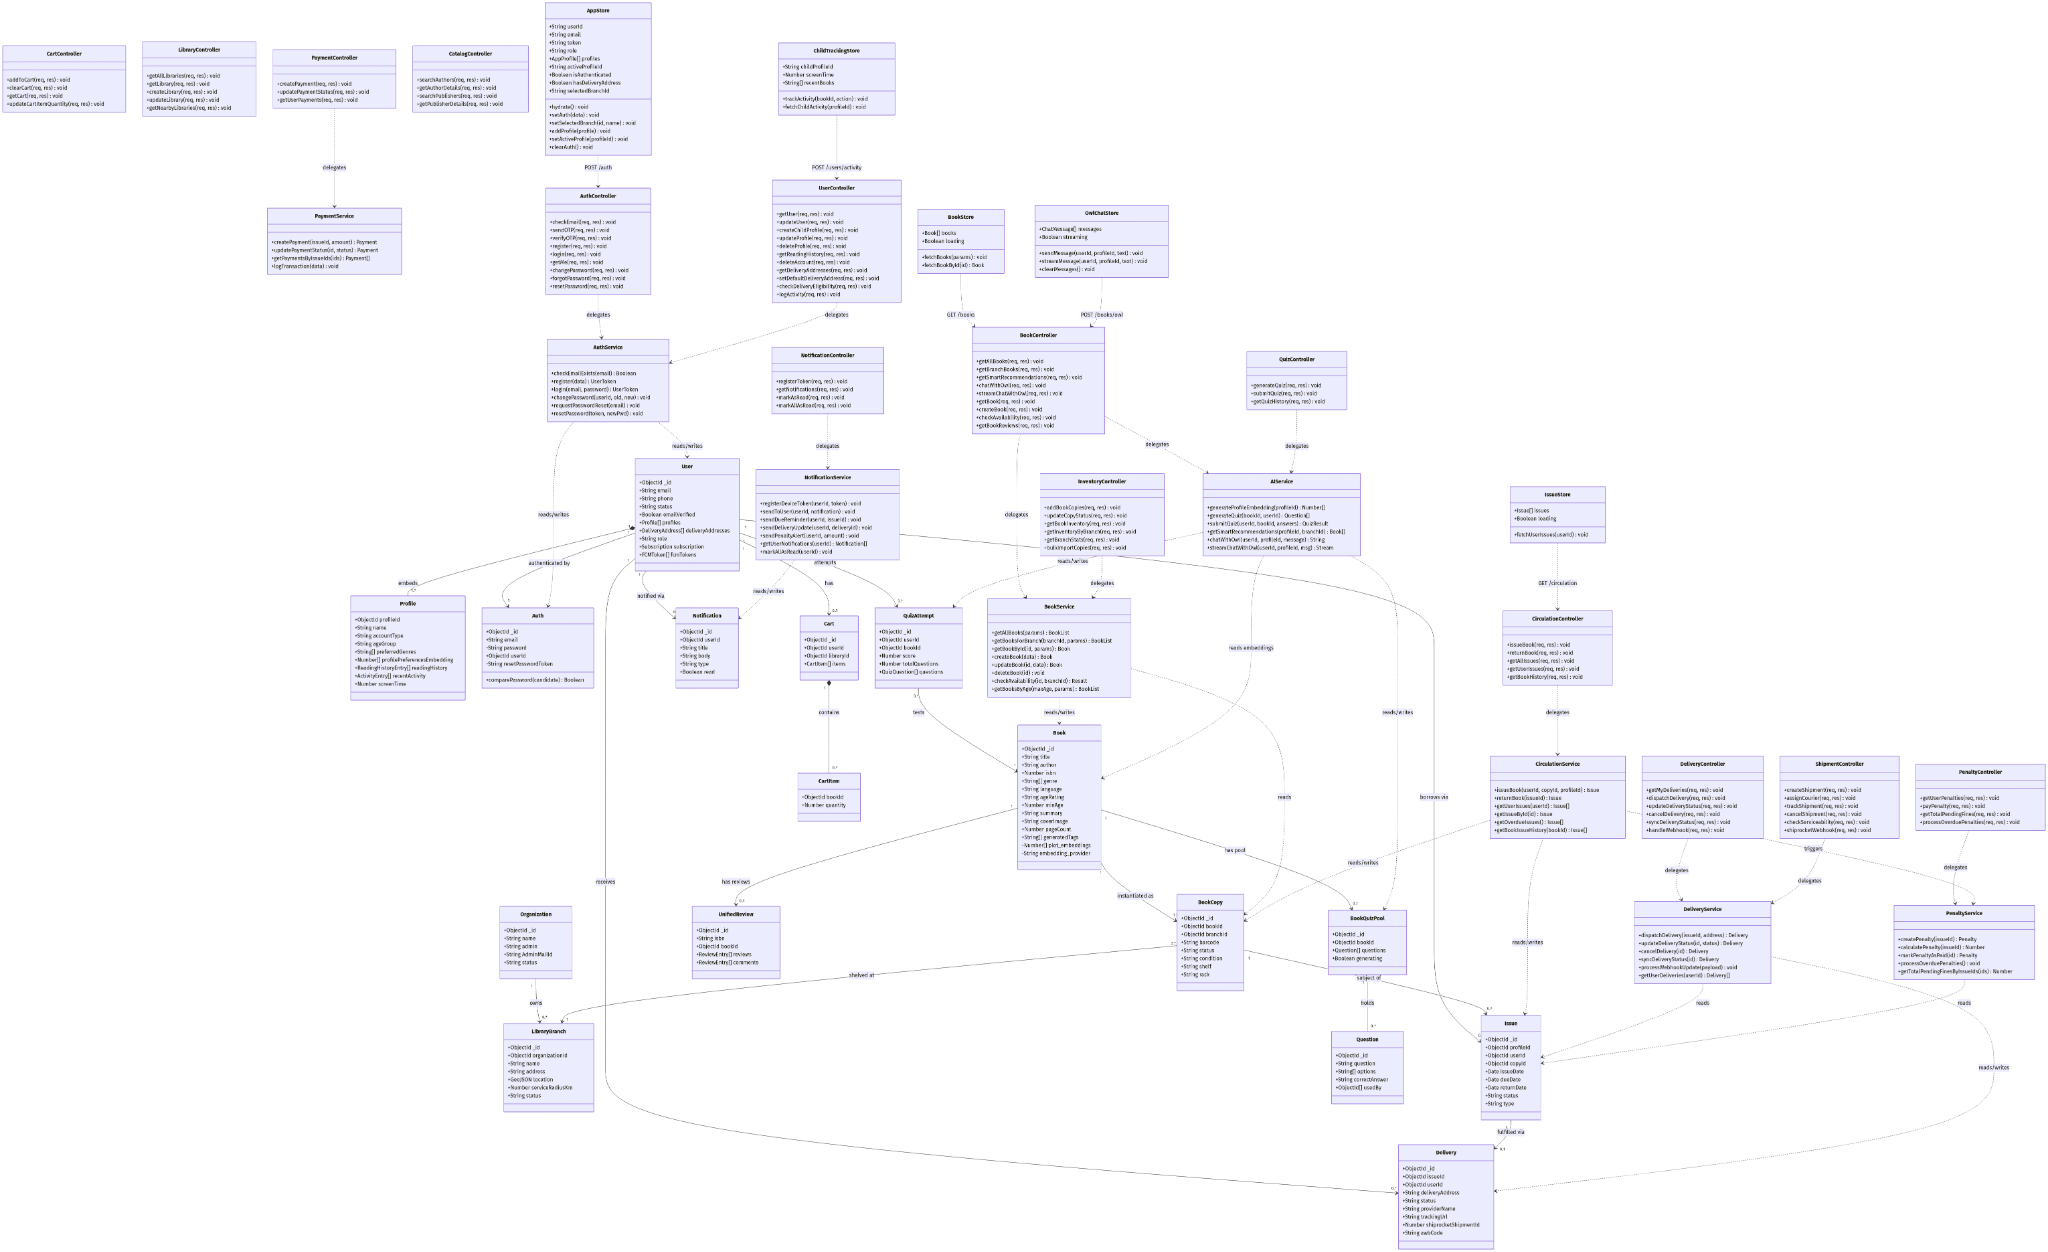 CartController
+addToCart(req, res) : void
+clearCart(req, res) : void
+getCart(req, res) : void
+updateCartItemQuantity(req, res) : void
LibraryController
+getAllLibraries(req, res) : void
+getLibrary(req, res) : void
+createLibrary(req, res) : void
+updateLibrary(req, res) : void
+getNearbyLibraries(req, res) : void
PaymentController
+createPayment(req, res) : void
+updatePaymentStatus(req, res) : void
+getUserPayments(req, res) : void
delegates
PaymentService
+createPayment(issueId, amount) : Payment
+updatePaymentStatus(id, status) : Payment
+getPaymentsByIssueIds(ids) : Payment[]
+logTransaction(data) : void
CatalogController
+searchAuthors(req, res) : void
+getAuthorDetails(req, res) : void
+searchPublishers(req, res) : void
+getPublisherDetails(req, res) : void
AppStore
+String userId
+String email
+String token
+String role
+AppProfile[] profiles
+String activeProfileId
+Boolean isAuthenticated
+Boolean hasDeliveryAddress
+String selectedBranchId
+hydrate() : void
+setAuth(data) : void
+setSelectedBranch(id, name) : void
+addProfile(profile) : void
+setActiveProfile(profileId) : void
+clearAuth() : void
POST /auth
AuthController
+checkEmail(req, res) : void
+sendOTP(req, res) : void
+verifyOTP(req, res) : void
+register(req, res) : void
+login(req, res) : void
+getMe(req, res) : void
+changePassword(req, res) : void
+forgotPassword(req, res) : void
+resetPassword(req, res) : void
delegates
AuthService
+checkEmailExists(email) : Boolean
+register(data) : UserToken
+login(email, password) : UserToken
+changePassword(userId, old, new) : void
+requestPasswordReset(email) : void
+resetPassword(token, newPwd) : void
ChildTrackingStore
+String childProfileId
+Number screenTime
+String[] recentBooks
+trackActivity(bookId, action) : void
+fetchChildActivity(profileId) : void
POST /users/activity
UserController
+getUser(req, res) : void
+updateUser(req, res) : void
+createChildProfile(req, res) : void
+updateProfile(req, res) : void
+deleteProfile(req, res) : void
+getReadingHistory(req, res) : void
+deleteAccount(req, res) : void
+getDeliveryAddresses(req, res) : void
+setDefaultDeliveryAddress(req, res) : void
+checkDeliveryEligibility(req, res) : void
+logActivity(req, res) : void
delegates
BookStore
+Book[] books
+Boolean loading
+fetchBooks(params) : void
+fetchBookById(id) : Book
GET /books
OwlChatStore
+ChatMessage[] messages
+Boolean streaming
+sendMessage(userId, profileId, text) : void
+streamMessage(userId, profileId, text) : void
+clearMessages() : void
POST /books/owl
BookController
+getAllBooks(req, res) : void
+getBranchBooks(req, res) : void
+getSmartRecommendations(req, res) : void
+chatWithOwl(req, res) : void
+streamChatWithOwl(req, res) : void
+getBook(req, res) : void
+createBook(req, res) : void
+checkAvailability(req, res) : void
+getBookReviews(req, res) : void
delegates
delegates
NotificationController
+registerToken(req, res) : void
+getNotifications(req, res) : void
+markAsRead(req, res) : void
+markAllAsRead(req, res) : void
delegates
QuizController
+generateQuiz(req, res) : void
+submitQuiz(req, res) : void
+getQuizHistory(req, res) : void
delegates
reads/writes
reads/writes
User
+ObjectId _id
+String email
+String phone
+String status
+Boolean emailVerified
+Profile[] profiles
+DeliveryAddress[] deliveryAddresses
+String role
+Subscription subscription
+FCMToken[] fcmTokens
NotificationService
+registerDeviceToken(userId, token) : void
+sendToUser(userId, notification) : void
+sendDueReminder(userId, issueId) : void
+sendDeliveryUpdate(userId, deliveryId) : void
+sendPenaltyAlert(userId, amount) : void
+getUserNotifications(userId) : Notification[]
+markAllAsRead(userId) : void
InventoryController
+addBookCopies(req, res) : void
+updateCopyStatus(req, res) : void
+getBookInventory(req, res) : void
+getInventoryByBranch(req, res) : void
+getBranchStats(req, res) : void
+bulkImportCopies(req, res) : void
AIService
+generateProfileEmbedding(profileId) : Number[]
+generateQuiz(bookId, userId) : Question[]
+submitQuiz(userId, bookId, answers) : QuizResult
+getSmartRecommendations(profileId, branchId) : Book[]
+chatWithOwl(userId, profileId, message) : String
+streamChatWithOwl(userId, profileId, msg) : Stream
IssueStore
+Issue[] issues
+Boolean loading
+fetchUserIssues(userId) : void
GET /circulation
embeds
authenticated by
notified via
reads/writes
has
attempts
reads/writes
delegates
Profile
+ObjectId profileId
+String name
+String accountType
+String ageGroup
+String[] preferredGenres
+Number[] profilePreferencesEmbedding
+ReadingHistoryEntry[] readingHistory
+ActivityEntry[] recentActivity
+Number screenTime
Auth
+ObjectId _id
+String email
-String password
+ObjectId userId
-String resetPasswordToken
+comparePassword(candidate) : Boolean
Notification
+ObjectId _id
+ObjectId userId
+String title
+String body
+String type
+Boolean read
Cart
+ObjectId _id
+ObjectId userId
+ObjectId libraryId
+CartItem[] items
contains
CartItem
+ObjectId bookId
+Number quantity
QuizAttempt
+ObjectId _id
+ObjectId userId
+ObjectId bookId
+Number score
+Number totalQuestions
+QuizQuestion[] questions
tests
BookService
+getAllBooks(params) : BookList
+getBooksForBranch(branchId, params) : BookList
+getBookById(id, params) : Book
+createBook(data) : Book
+updateBook(id, data) : Book
+deleteBook(id) : void
+checkAvailability(id, branchId) : Result
+getBooksByAge(maxAge, params) : BookList
reads embeddings
reads/writes
reads/writes
reads
borrows via
Book
+ObjectId _id
+String title
+String author
+Number isbn
+String[] genre
+String language
+String ageRating
+Number minAge
+String summary
+String coverImage
+Number pageCount
+String[] generatedTags
-Number[] plot_embeddings
-String embedding_provider
CirculationController
+issueBook(req, res) : void
+returnBook(req, res) : void
+getAllIssues(req, res) : void
+getUserIssues(req, res) : void
+getBookHistory(req, res) : void
delegates
CirculationService
+issueBook(userId, copyId, profileId) : Issue
+returnBook(issueId) : Issue
+getUserIssues(userId) : Issue[]
+getIssueById(id) : Issue
+getOverdueIssues() : Issue[]
+getBookIssueHistory(bookId) : Issue[]
DeliveryController
+getMyDeliveries(req, res) : void
+dispatchDelivery(req, res) : void
+updateDeliveryStatus(req, res) : void
+cancelDelivery(req, res) : void
+syncDeliveryStatus(req, res) : void
+handleWebhook(req, res) : void
ShipmentController
+createShipment(req, res) : void
+assignCourier(req, res) : void
+trackShipment(req, res) : void
+cancelShipment(req, res) : void
+checkServiceability(req, res) : void
+shiprocketWebhook(req, res) : void
PenaltyController
+getUserPenalties(req, res) : void
+payPenalty(req, res) : void
+getTotalPendingFines(req, res) : void
+processOverduePenalties(req, res) : void
has reviews
instantiated as
has pool
reads/writes
triggers
delegates
delegates
delegates
receives
Organization
+ObjectId _id
+String name
+String admin
+String AdminMailId
+String status
owns
LibraryBranch
+ObjectId _id
+ObjectId organizationId
+String name
+String address
+GeoJSON location
+Number serviceRadiusKm
+String status
UnifiedReview
+ObjectId _id
+String isbn
+ObjectId bookId
+ReviewEntry[] reviews
+ReviewEntry[] comments
shelved at
BookCopy
+ObjectId _id
+ObjectId bookId
+ObjectId branchId
+String barcode
+String status
+String condition
+String shelf
+String rack
BookQuizPool
+ObjectId _id
+ObjectId bookId
+Question[] questions
+Boolean generating
subject of
holds
Question
+ObjectId _id
+String question
+String[] options
+String correctAnswer
+ObjectId[] usedBy
reads/writes
DeliveryService
+dispatchDelivery(issueId, address) : Delivery
+updateDeliveryStatus(id, status) : Delivery
+cancelDelivery(id) : Delivery
+syncDeliveryStatus(id) : Delivery
+processWebhookUpdate(payload) : void
+getUserDeliveries(userId) : Delivery[]
PenaltyService
+createPenalty(issueId) : Penalty
+calculatePenalty(issueId) : Number
+markPenaltyAsPaid(id) : Penalty
+processOverduePenalties() : void
+getTotalPendingFinesByIssueIds(ids) : Number
reads
reads
reads/writes
Issue
+ObjectId _id
+ObjectId profileId
+ObjectId userId
+ObjectId copyId
+Date issueDate
+Date dueDate
+Date returnDate
+String status
+String type
fulfilled via
Delivery
+ObjectId _id
+ObjectId issueId
+ObjectId userId
+String deliveryAddress
+String status
+String providerName
+String trackingUrl
+Number shiprocketShipmentId
+String awbCode